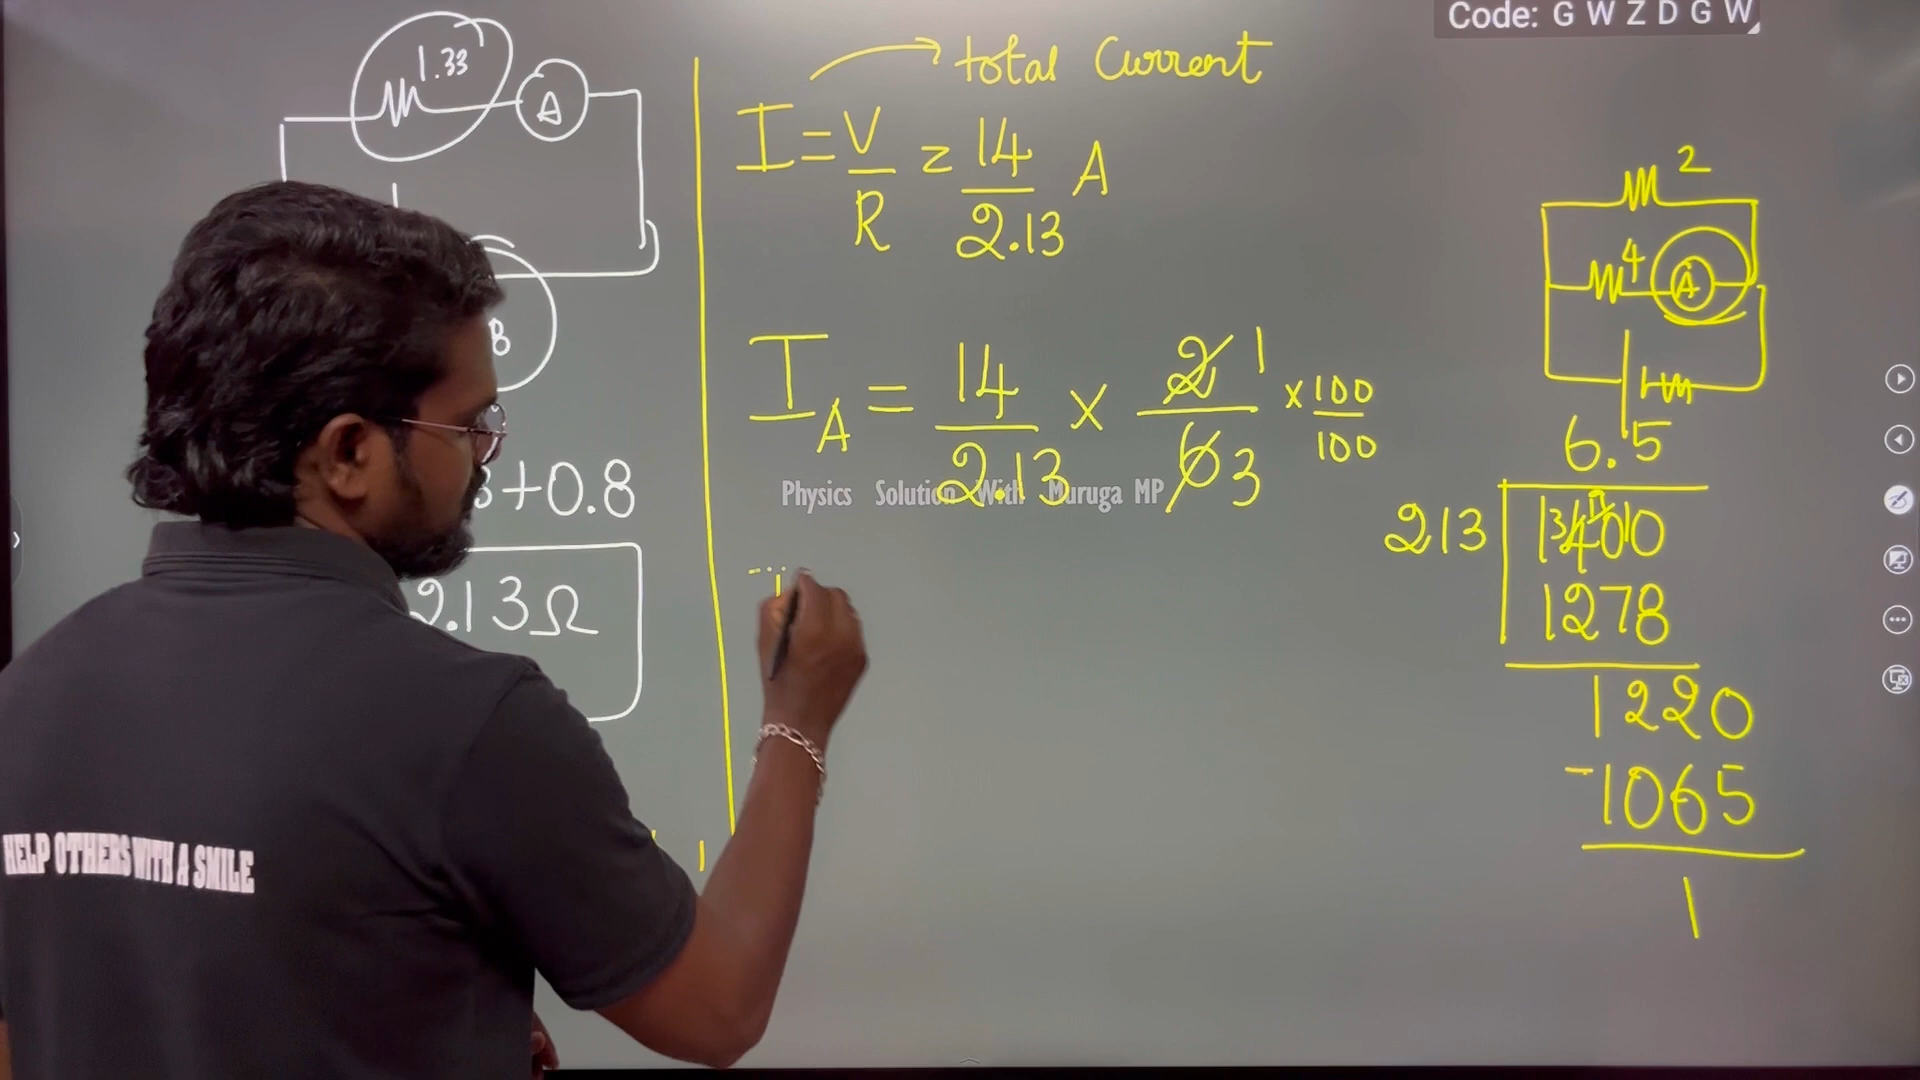 Code: G W Z D G W
1.33
A
B
+0.8
2.13Ω
total Current
I = V/R = 14/2.13 A
I_A = 14/2.13 × 2/6 1/3 × 100/100
Physics Solution With Muruga MP
2
4
A
6.5
213
1278
1220
-1065
1
HELP OTHERS WITH A SMILE